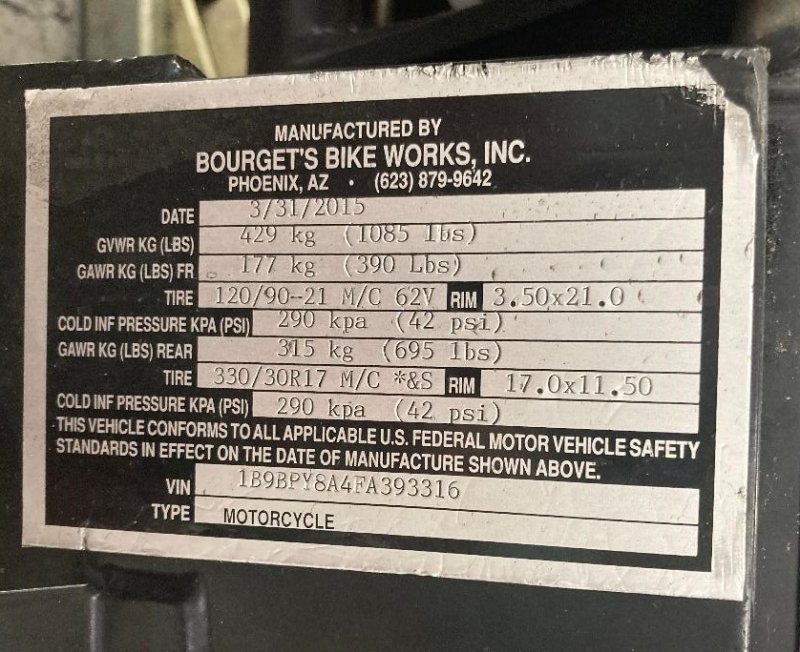 MANUFACTURED BY
BOURGET'S BIKE WORKS, INC.
PHOENIX, AZ • (623) 879-9642
DATE 3/31/2015
GVWR KG (LBS) 429 kg (1085 lbs)
GAWR KG (LBS) FR 177 kg (390 Lbs)
TIRE 120/90-21 M/C 62V RIM 3.50x21.0
COLD INF PRESSURE KPA (PSI) 290 kpa (42 psi)
GAWR KG (LBS) REAR 315 kg (695 lbs)
TIRE 330/30R17 M/C *&S RIM 17.0x11.50
COLD INF PRESSURE KPA (PSI) 290 kpa (42 psi)
THIS VEHICLE CONFORMS TO ALL APPLICABLE U.S. FEDERAL MOTOR VEHICLE SAFETY
STANDARDS IN EFFECT ON THE DATE OF MANUFACTURE SHOWN ABOVE.
VIN 1B9BPY8A4FA393316
TYPE MOTORCYCLE